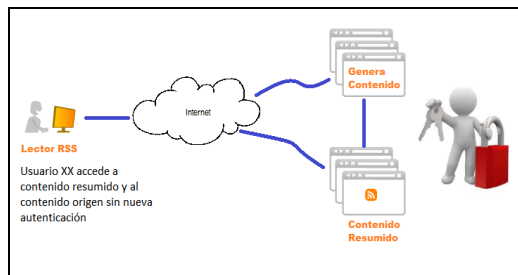 Genera
Contenido
Internet
Lector RSS
Usuario XX accede a
contenido resumido y al
contenido origen sin nueva
autenticación
Contenido
Resumido